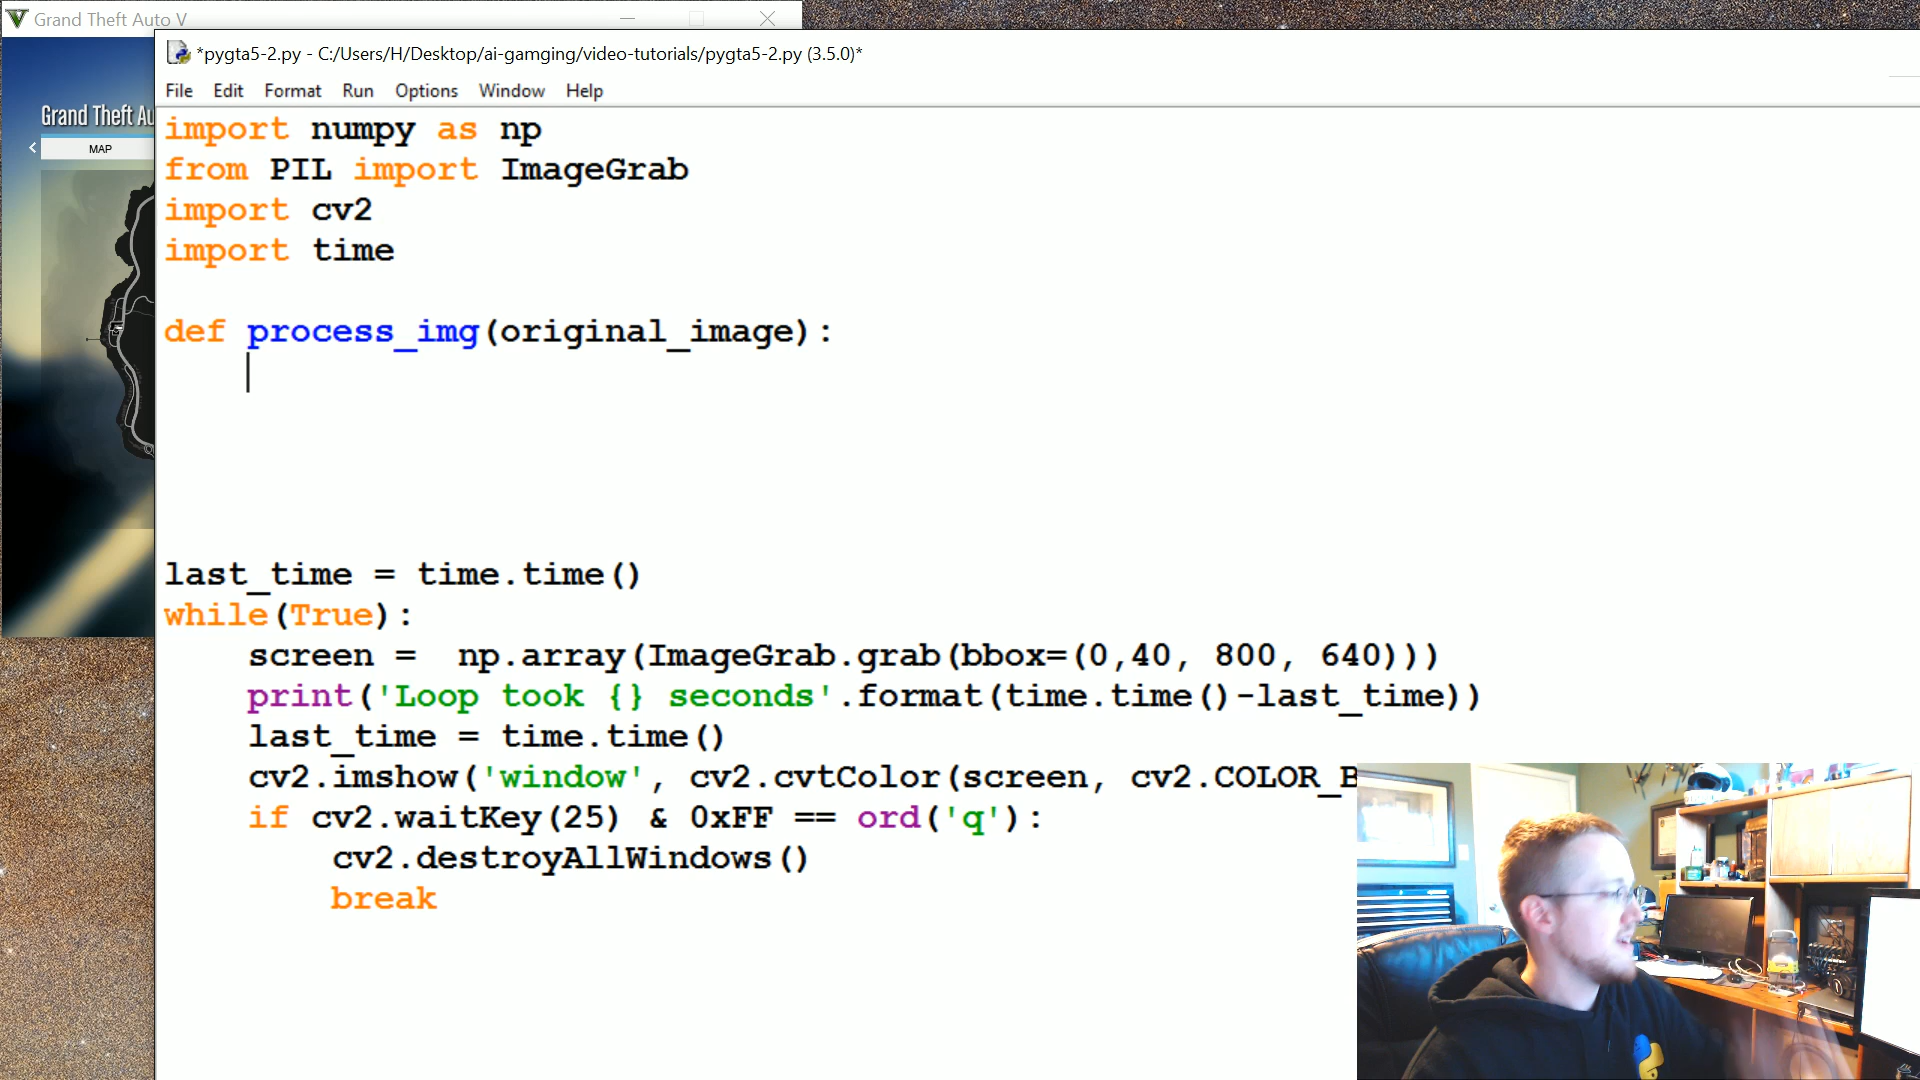 Grand Theft Auto V
*pygta5-2.py - C:/Users/H/Desktop/ai-gamging/video-tutorials/pygta5-2.py (3.5.0)*
File Edit Format Run Options Window Help
Grand Theft Au
MAP
import numpy as np
from PIL import ImageGrab
import cv2
import time
def process_img(original_image):
last_time = time.time()
while(True):
screen =  np.array(ImageGrab.grab(bbox=(0,40, 800, 640)))
print('Loop took {} seconds'.format(time.time()-last_time))
last_time = time.time()
cv2.imshow('window', cv2.cvtColor(screen, cv2.COLOR_B
if cv2.waitKey(25) & 0xFF == ord('q'):
cv2.destroyAllWindows()
break